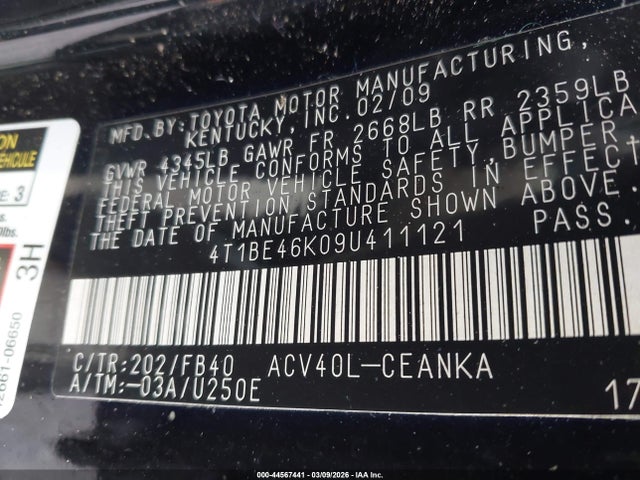 MFD.BY:TOYOTA MOTOR MANUFACTURING,
KENTUCKY,INC.02/09
GVWR 4345LB GAWR FR 2668LB RR 2359LB
THIS VEHICLE CONFORMS TO ALL APPLICA
FEDERAL MOTOR VEHICLE SAFETY,BUMPER,
THEFT PREVENTION STANDARDS IN EFFECT
THE DATE OF MANUFACTURE SHOWN ABOVE.
4T1BE46K09U411121 PASS.
C/TR:202/FB40 ACV40L-CEANKA
A/TM:-03A/U250E 17
3H
000-44567441 - 03/09/2026 - IAA Inc.